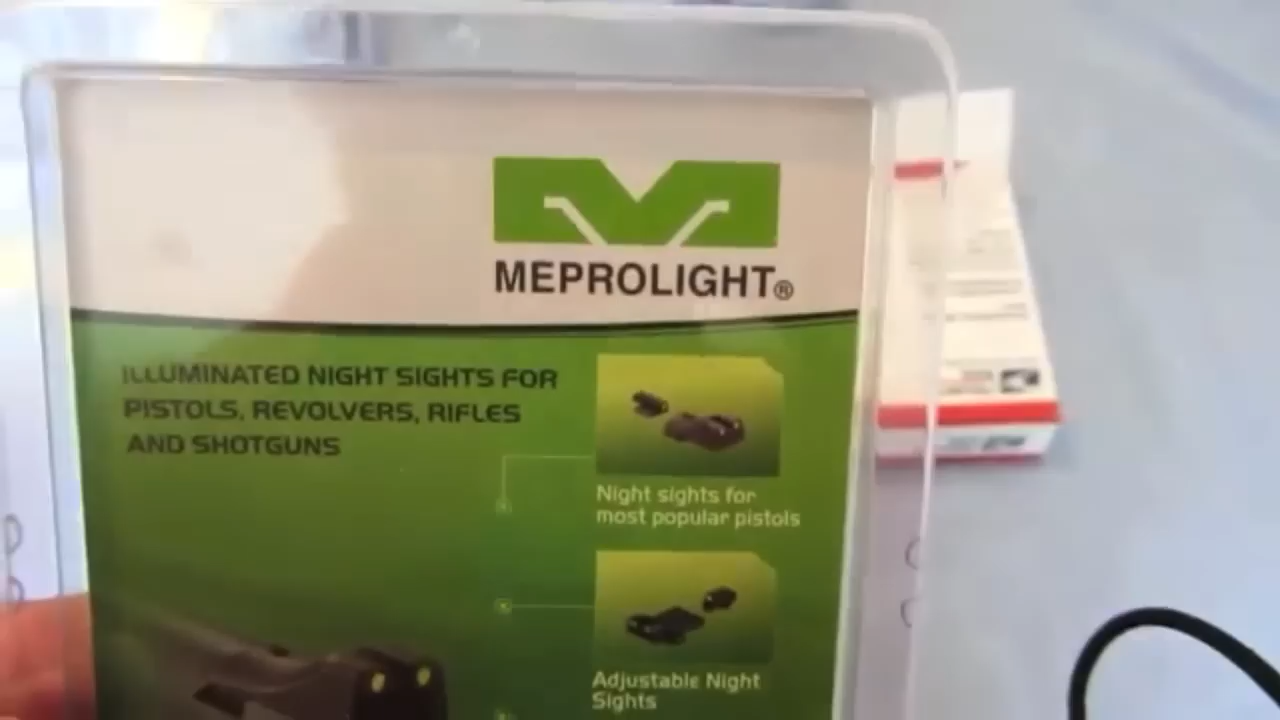 MEPROLIGHT®
ILLUMINATED NIGHT SIGHTS FOR
PISTOLS, REVOLVERS, RIFLES
AND SHOTGUNS
Night sights for
most popular pistols
Adjustable Night
Sights